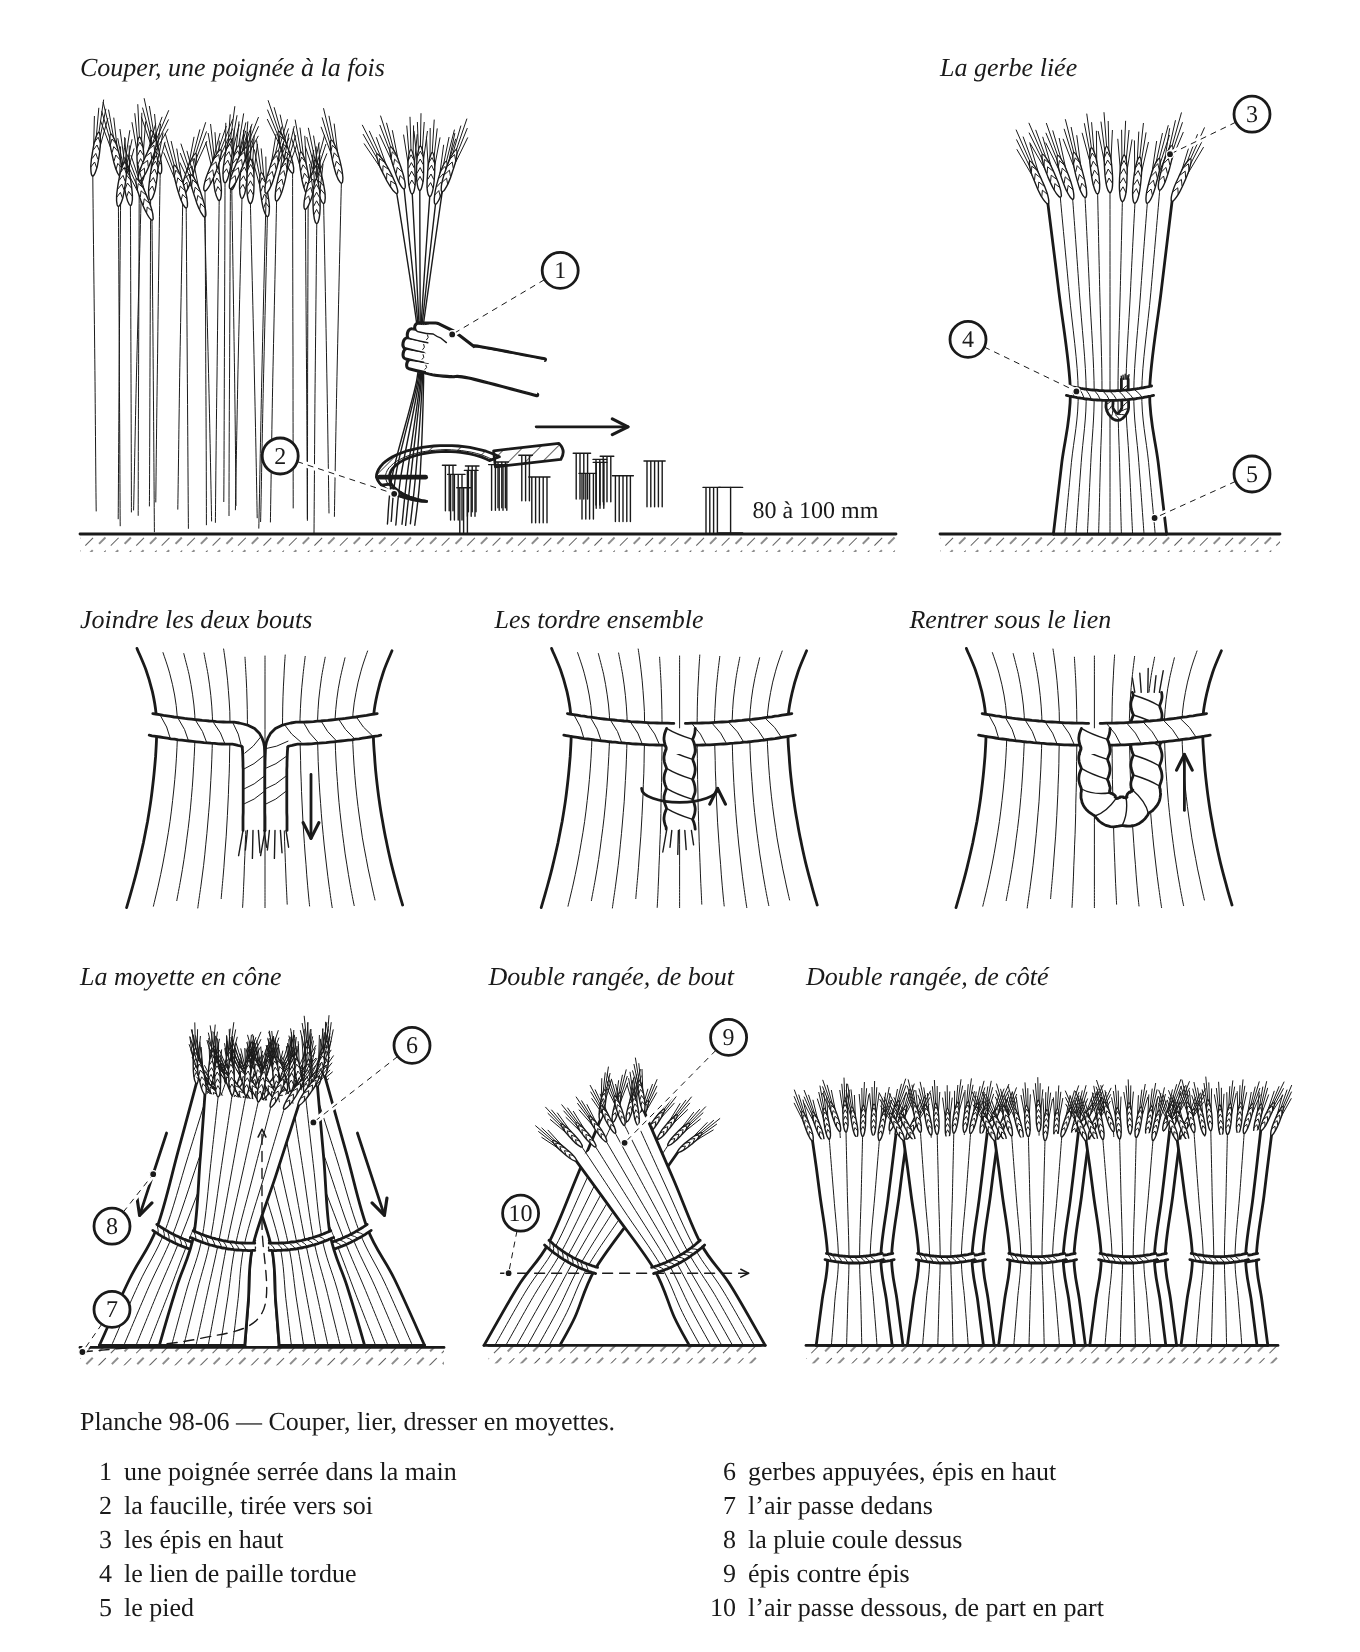 Couper, une poignée à la fois
La gerbe liée
3
1
4
2
5
80 à 100 mm
Joindre les deux bouts
Les tordre ensemble
Rentrer sous le lien
La moyette en cône
Double rangée, de bout
Double rangée, de côté
6
9
8
10
7
Planche 98-06 — Couper, lier, dresser en moyettes.
1 une poignée serrée dans la main
2 la faucille, tirée vers soi
3 les épis en haut
4 le lien de paille tordue
5 le pied
6 gerbes appuyées, épis en haut
7 l’air passe dedans
8 la pluie coule dessus
9 épis contre épis
10 l’air passe dessous, de part en part